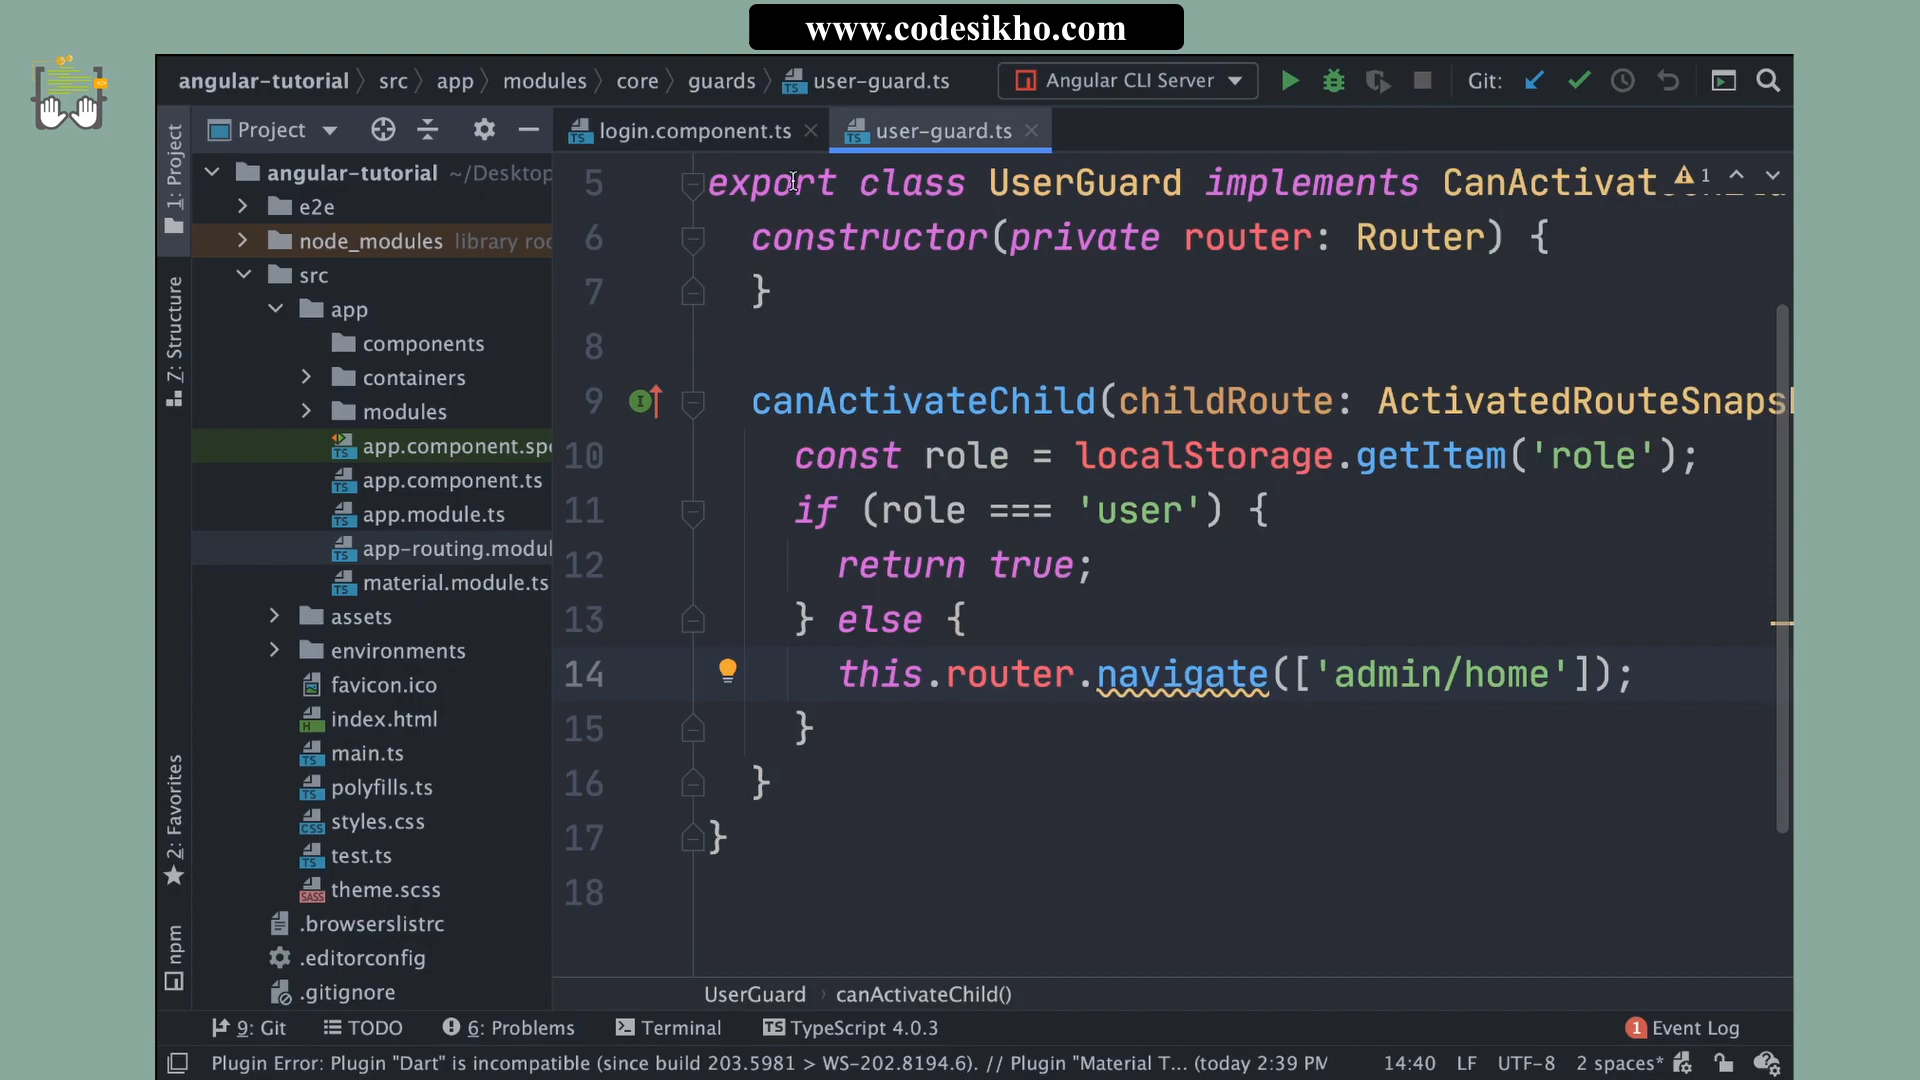 www.codesikho.com
angular-tutorial src app modules core guards user-guard.ts Angular CLI Server Git:
Project
login.component.ts
user-guard.ts
1: Project
Z: Structure
2: Favorites
npm
angular-tutorial ~/Desktop
e2e
node_modules library roo
src
app
components
containers
modules
app.component.spe
app.component.ts
app.module.ts
app-routing.modul
material.module.ts
assets
environments
favicon.ico
index.html
main.ts
polyfills.ts
styles.css
test.ts
theme.scss
.browserslistrc
.editorconfig
.gitignore
5 export class UserGuard implements CanActivat 1
6 constructor(private router: Router) {
7 }
8
9 canActivateChild(childRoute: ActivatedRouteSnaps
10 const role = localStorage.getItem('role');
11 if (role === 'user') {
12 return true;
13 } else {
14 this.router.navigate(['admin/home']);
15 }
16 }
17 }
18
UserGuard canActivateChild()
9: Git TODO 6: Problems Terminal TypeScript 4.0.3 1 Event Log
Plugin Error: Plugin "Dart" is incompatible (since build 203.5981 > WS-202.8194.6). // Plugin "Material T... (today 2:39 PM 14:40 LF UTF-8 2 spaces*